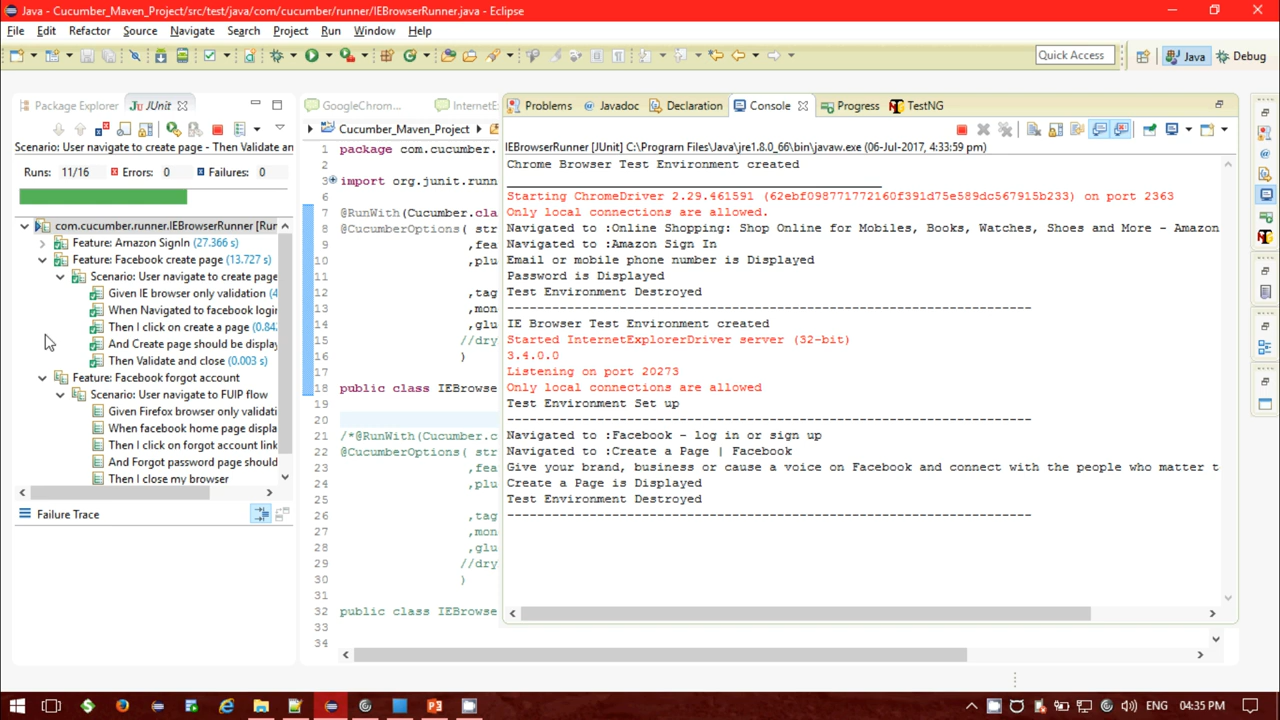 Java - Cucumber_Maven_Project/src/test/java/com/cucumber/runner/IEBrowserRunner.java - Eclipse
File Edit Refactor Source Navigate Search Project Run Window Help
Quick Access Java Debug
Package Explorer JUnit
Scenario: User navigate to create page - Then Validate an
Runs: 11/16 Errors: 0 Failures: 0
com.cucumber.runner.IEBrowserRunner [Rur
Feature: Amazon SignIn (27.366 s)
Feature: Facebook create page (13.727 s)
Scenario: User navigate to create page
Given IE browser only validation (4
When Navigated to facebook login
Then I click on create a page (0.84
And Create page should be display
Then Validate and close (0.003 s)
Feature: Facebook forgot account
Scenario: User navigate to FUIP flow
Given Firefox browser only validati
When facebook home page displa
Then I click on forgot account link
And Forgot password page should
Then I close my browser
Failure Trace
GoogleChrom... InternetE
Cucumber_Maven_Project
1 package com.cucumber.
2
3 import org.junit.runn
6
7 @RunWith(Cucumber.cla
8 @CucumberOptions( str
9 ,fea
10 ,plu
11
12 ,tag
13 ,mon
14 ,glu
15 //dry
16 )
17
18 public class IEBrowse
19
20
21 /*@RunWith(Cucumber.c
22 @CucumberOptions( str
23 ,fea
24 ,plu
25
26 ,tag
27 ,mon
28 ,glu
29 //dry
30 )
31
32 public class IEBrowse
33
34
Problems Javadoc Declaration Console Progress TestNG
IEBrowserRunner [JUnit] C:\Program Files\Java\jre1.8.0_66\bin\javaw.exe (06-Jul-2017, 4:33:59 pm)
Chrome Browser Test Environment created
Starting ChromeDriver 2.29.461591 (62ebf098771772160f391d75e589dc567915b233) on port 2363
Only local connections are allowed.
Navigated to :Online Shopping: Shop Online for Mobiles, Books, Watches, Shoes and More - Amazon
Navigated to :Amazon Sign In
Email or mobile phone number is Displayed
Password is Displayed
Test Environment Destroyed
------------------------------------------------------------------
IE Browser Test Environment created
Started InternetExplorerDriver server (32-bit)
3.4.0.0
Listening on port 20273
Only local connections are allowed
Test Environment Set up
------------------------------------------------------------------
Navigated to :Facebook - log in or sign up
Navigated to :Create a Page | Facebook
Give your brand, business or cause a voice on Facebook and connect with the people who matter t
Create a Page is Displayed
Test Environment Destroyed
------------------------------------------------------------------
ENG 04:35 PM